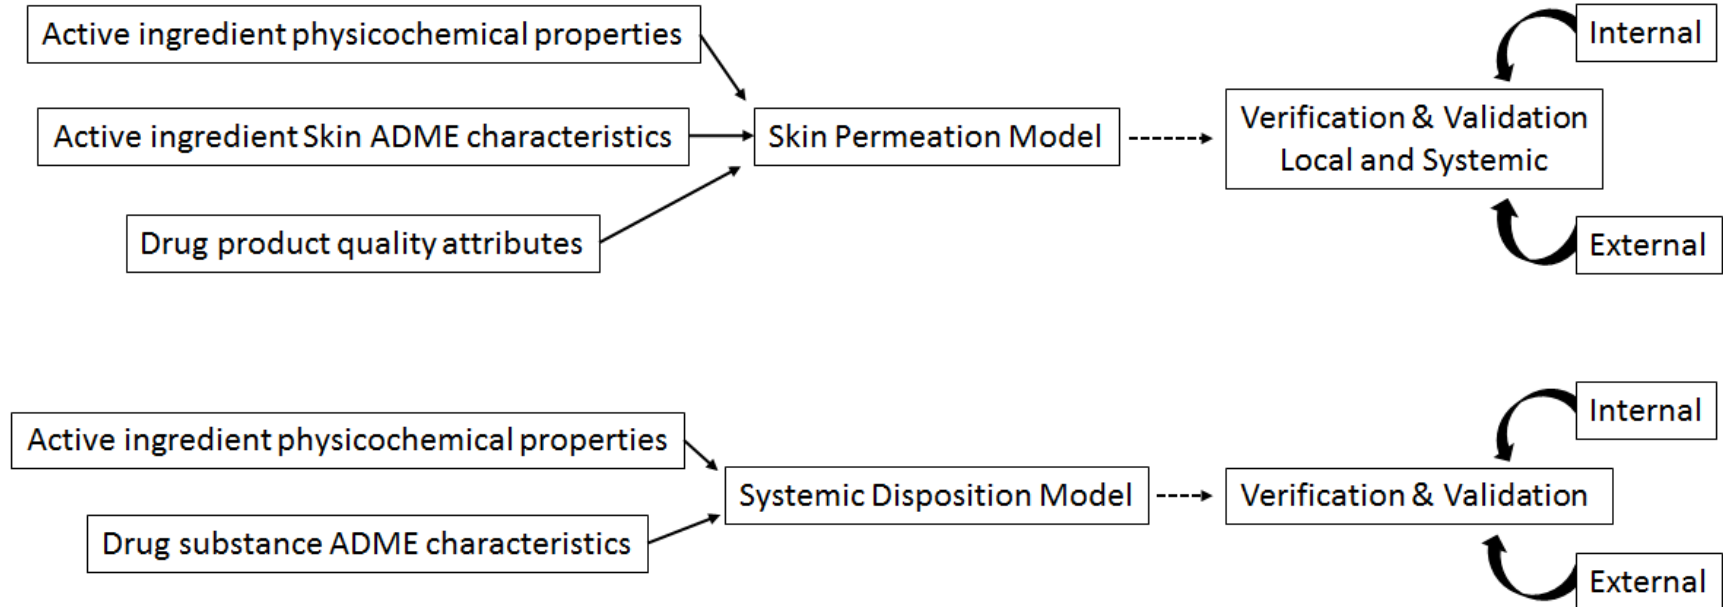 Active ingredient physicochemical properties
Internal
Active ingredient Skin ADME characteristics
Skin Permeation Model
Verification & Validation
Local and Systemic
Drug product quality attributes
External
Active ingredient physicochemical properties
Internal
Systemic Disposition Model
Verification & Validation
Drug substance ADME characteristics
External